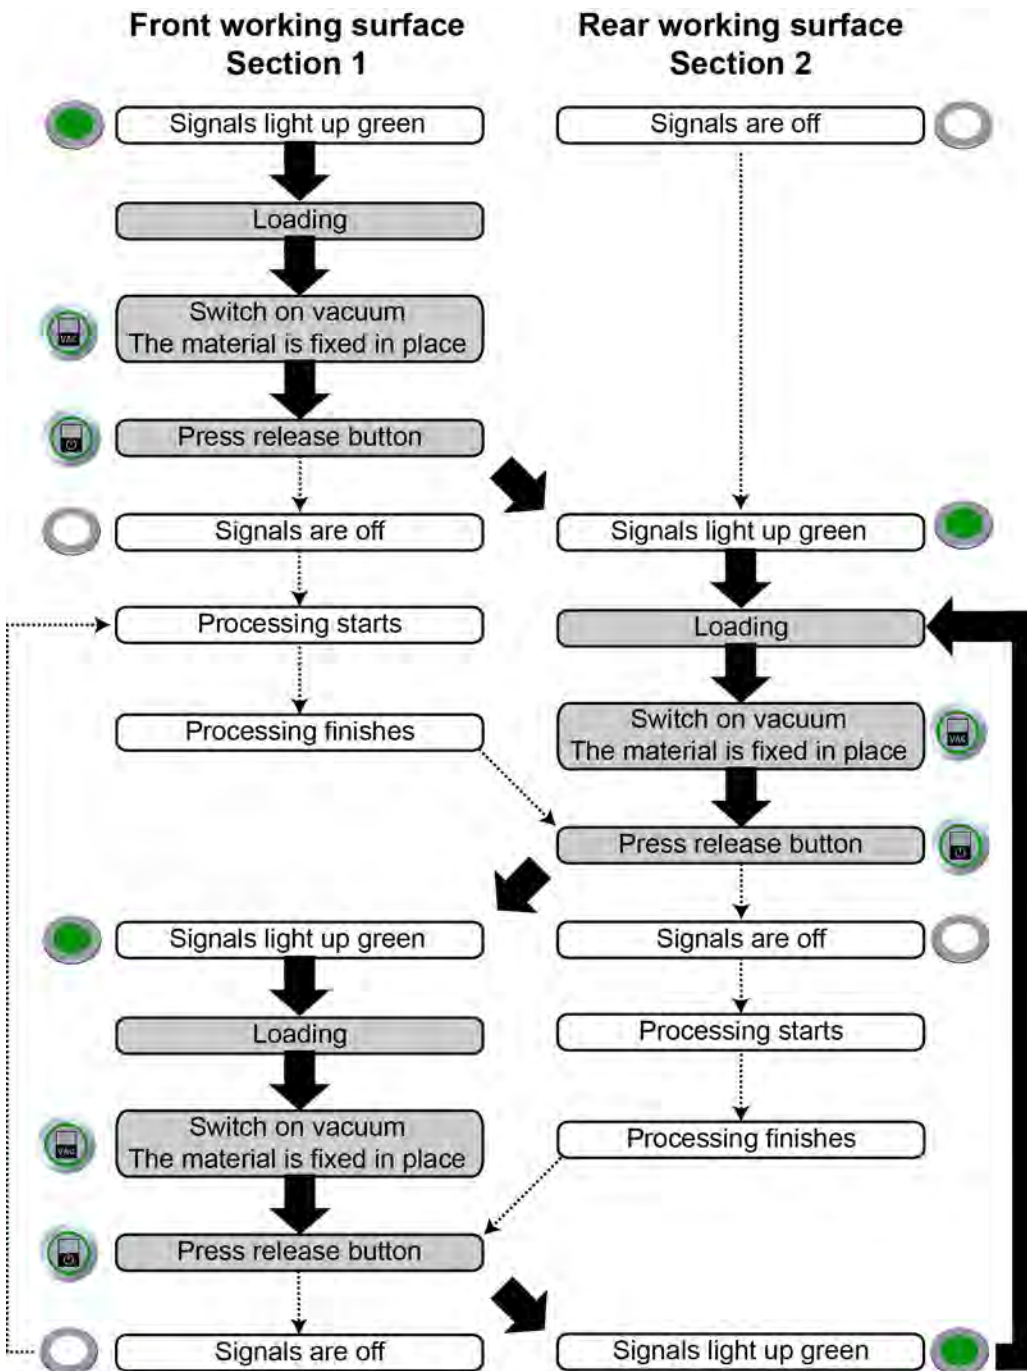 Front working surface
Section 1
Rear working surface
Section 2
Signals light up green
Signals are off
Loading
Switch on vacuum
The material is fixed in place
VAC
Press release button
Signals are off
Signals light up green
Processing starts
Loading
Processing finishes
Switch on vacuum
The material is fixed in place
VAC
Press release button
Signals light up green
Signals are off
Loading
Processing starts
Switch on vacuum
The material is fixed in place
VAC
Processing finishes
Press release button
Signals are off
Signals light up green